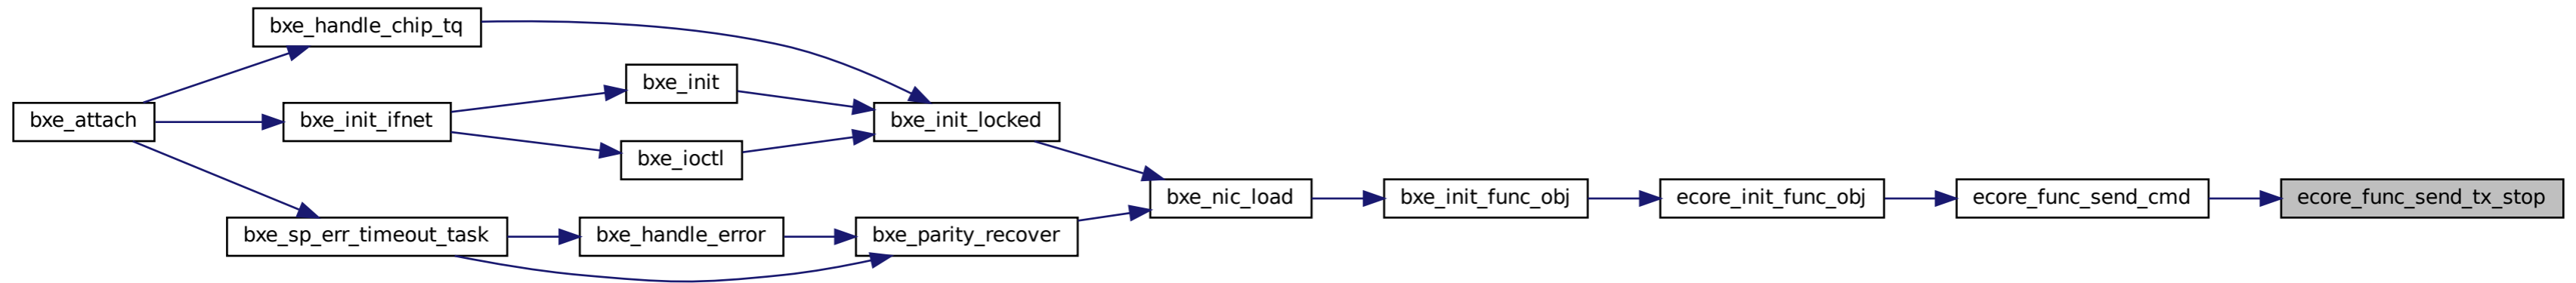 bxe_handle_chip_tq
bxe_init
bxe_attach
bxe_init_ifnet
bxe_init_locked
bxe_ioctl
bxe_nic_load
bxe_init_func_obj
ecore_init_func_obj
ecore_func_send_cmd
ecore_func_send_tx_stop
bxe_sp_err_timeout_task
bxe_handle_error
bxe_parity_recover